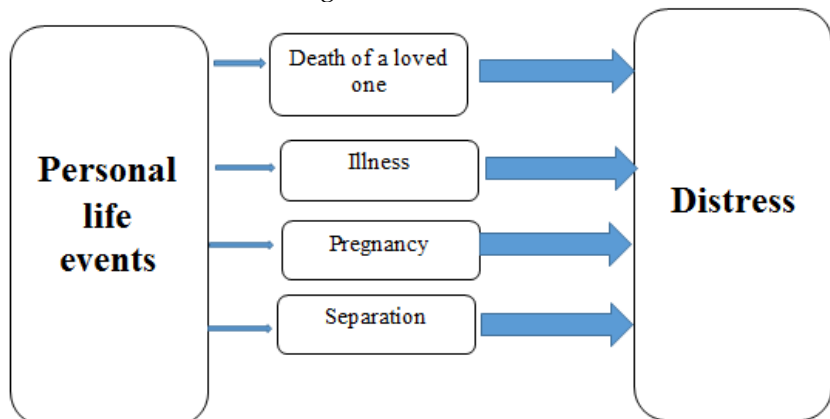 Death of a loved
one
Personal
life
events
Illness
Pregnancy
Separation
Distress